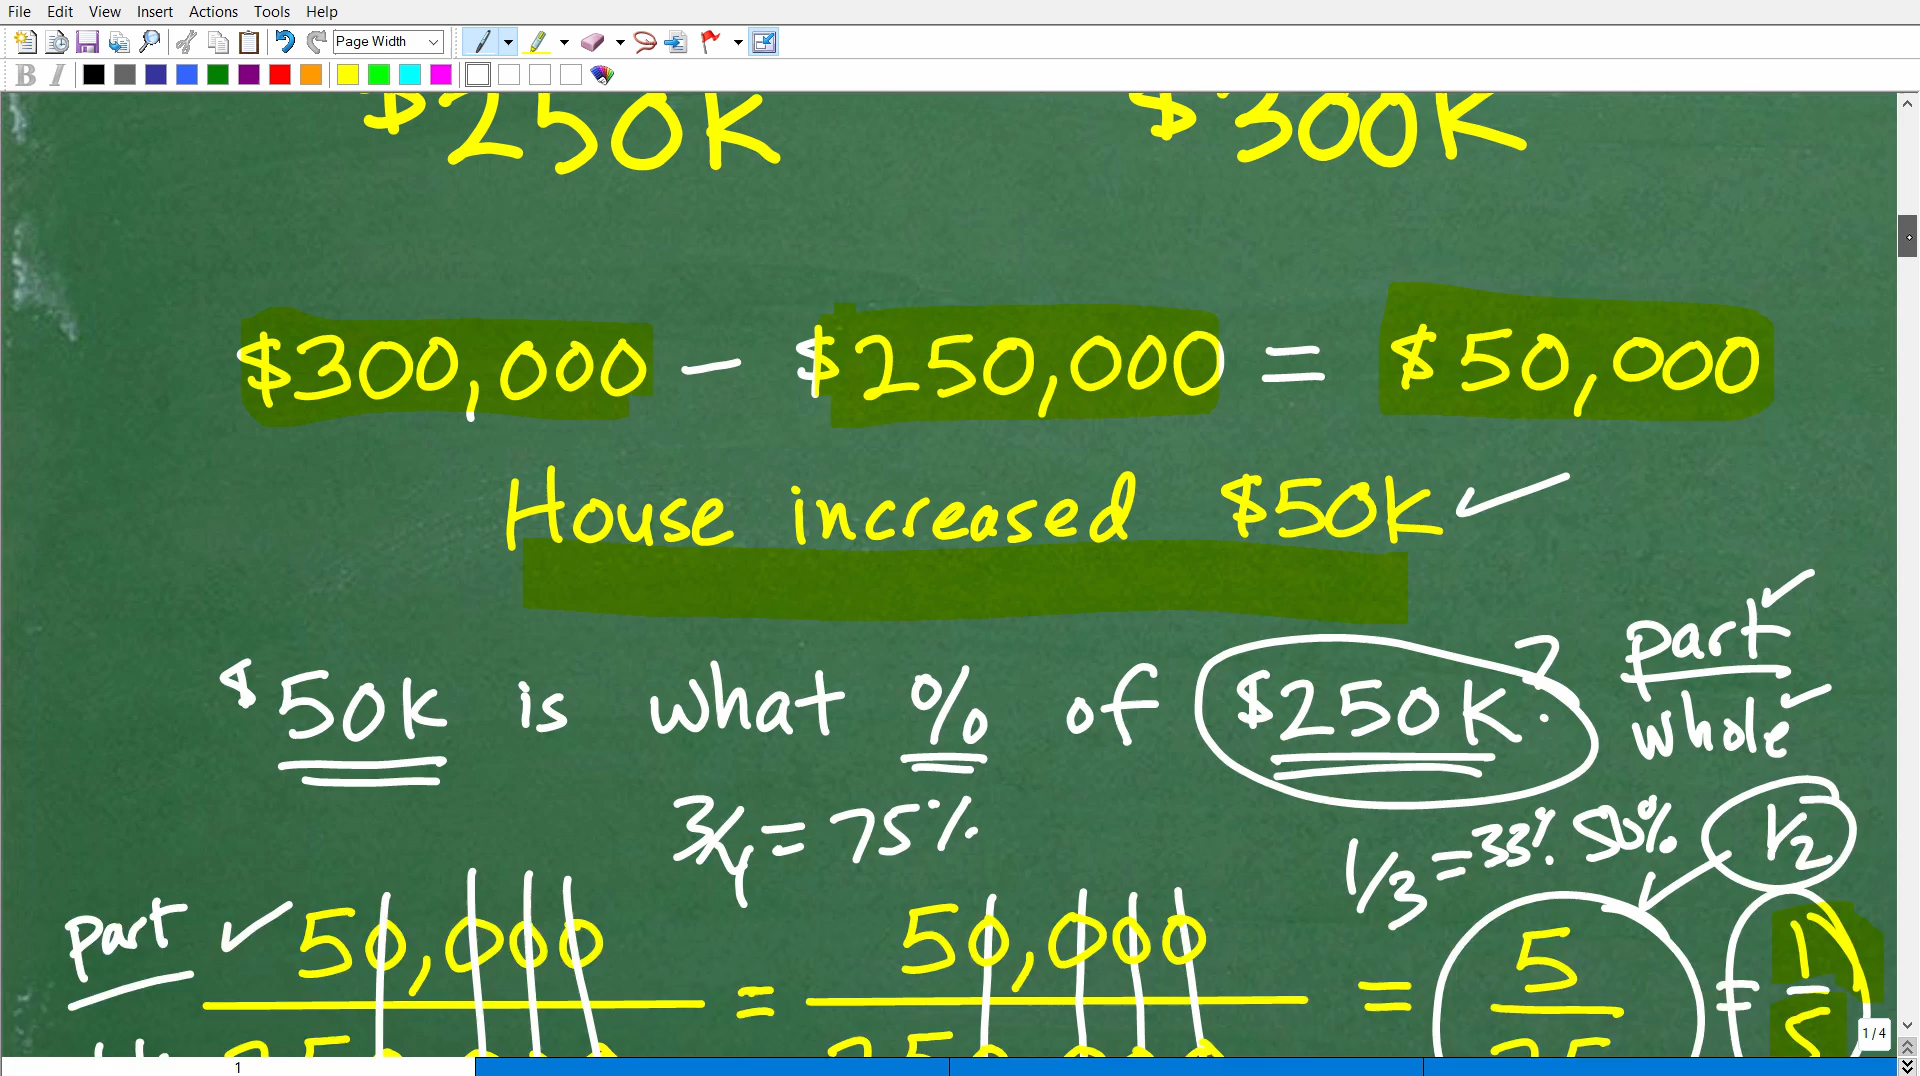 File Edit View Insert Actions Tools Help
Page Width
B I
$250K $300K
$300,000 - $250,000 = $50,000
House increased $50K ✓
$50K is what % of $250K?
part ✓
whole ✓
3/4 = 75%
1/3 = 33% 50% 1/2
part ✓ 50,000 = 50,000 = 5 = 1
5
1 / 4
1